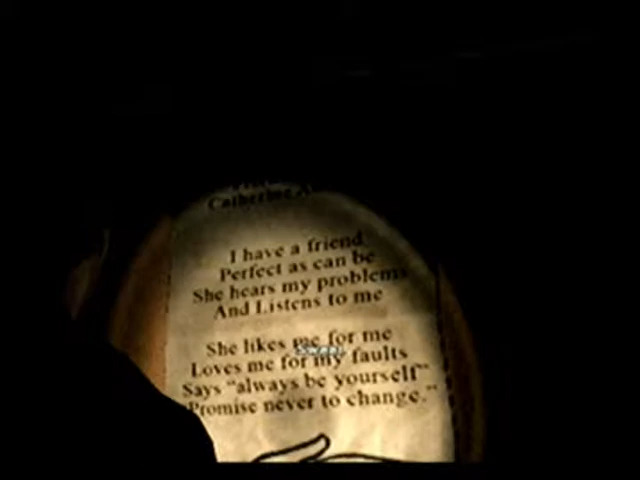 Catherine
I have a friend
Perfect as can be
She hears my problems
And Listens to me
She likes me for me
Loves me for my faults
Says “always be yourself”
Promise never to change.”